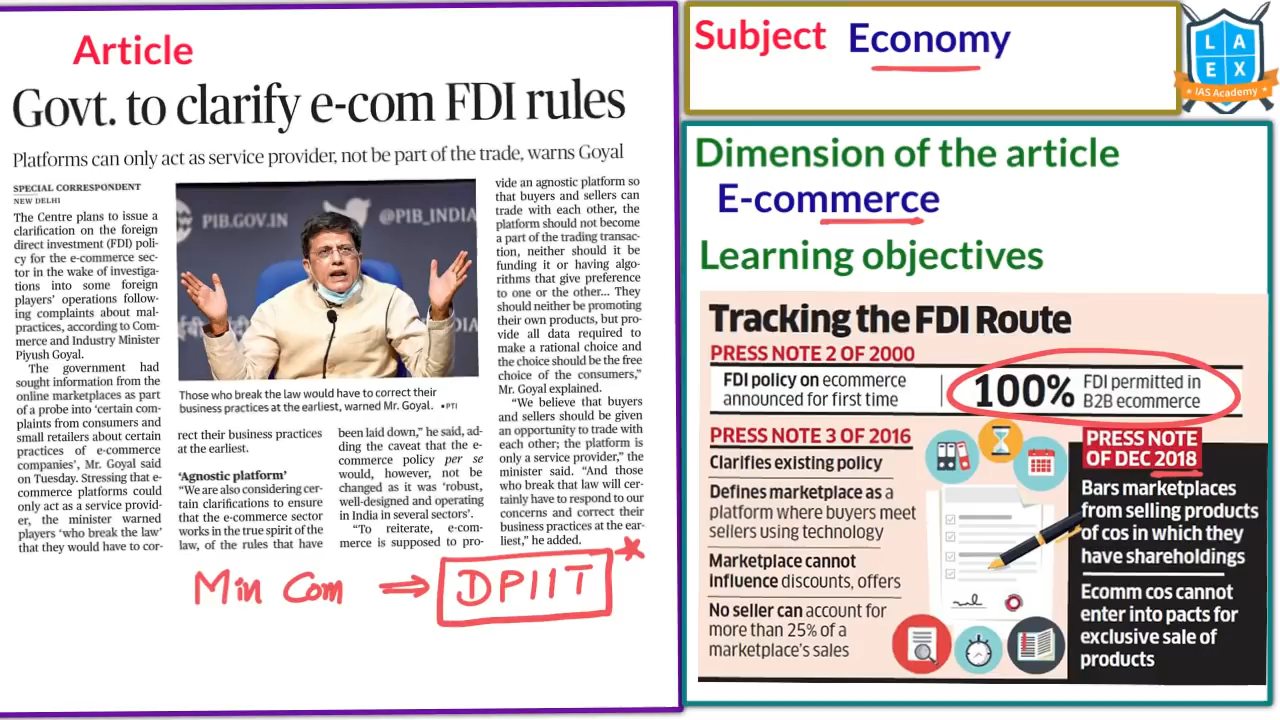 Article
Govt. to clarify e-com FDI rules
Platforms can only act as service provider, not be part of the trade, warns Goyal
SPECIAL CORRESPONDENT
NEW DELHI
The Centre plans to issue a
clarification on the foreign
direct investment (FDI) poli-
cy for the e-commerce sec-
tor in the wake of investiga-
tions into some foreign
players' operations follow-
ing complaints about mal-
practices, according to Com-
merce and Industry Minister
Piyush Goyal.
The government had
sought information from the
online marketplaces as part
of a probe into 'certain com-
plaints from consumers and
small retailers about certain
practices of e-commerce
companies', Mr. Goyal said
on Tuesday. Stressing that e-
commerce platforms could
only act as a service provid-
er, the minister warned
players 'who break the law'
that they would have to cor-
PIB.GOV.IN
@PIB_INDIA
Those who break the law would have to correct their
business practices at the earliest, warned Mr. Goyal. •PTI
rect their business practices
at the earliest.
'Agnostic platform'
"We are also considering cer-
tain clarifications to ensure
that the e-commerce sector
works in the true spirit of the
law, of the rules that have
been laid down," he said, ad-
ding the caveat that the e-
commerce policy per se
would, however, not be
changed as it was 'robust,
well-designed and operating
in India in several sectors'.
"To reiterate, e-com-
merce is supposed to pro-
vide an agnostic platform so
that buyers and sellers can
trade with each other, the
platform should not become
a part of the trading transac-
tion, neither should it be
funding it or having algo-
rithms that give preference
to one or the other... They
should neither be promoting
their own products, but pro-
vide all data required to
make a rational choice and
the choice should be the free
choice of the consumers,"
Mr. Goyal explained.
"We believe that buyers
and sellers should be given
an opportunity to trade with
each other; the platform is
only a service provider," the
minister said. "And those
who break that law will cer-
tainly have to respond to our
concerns and correct their
business practices at the ear-
liest," he added.
Min Com ⇒ DPIIT *
Subject Economy
L A
E X
IAS Academy
Dimension of the article
E-commerce
Learning objectives
Tracking the FDI Route
PRESS NOTE 2 OF 2000
FDI policy on ecommerce
announced for first time
100% FDI permitted in
B2B ecommerce
PRESS NOTE 3 OF 2016
Clarifies existing policy
Defines marketplace as a
platform where buyers meet
sellers using technology
Marketplace cannot
influence discounts, offers
No seller can account for
more than 25% of a
marketplace's sales
PRESS NOTE
OF DEC 2018
Bars marketplaces
from selling products
of cos in which they
have shareholdings
Ecomm cos cannot
enter into pacts for
exclusive sale of
products